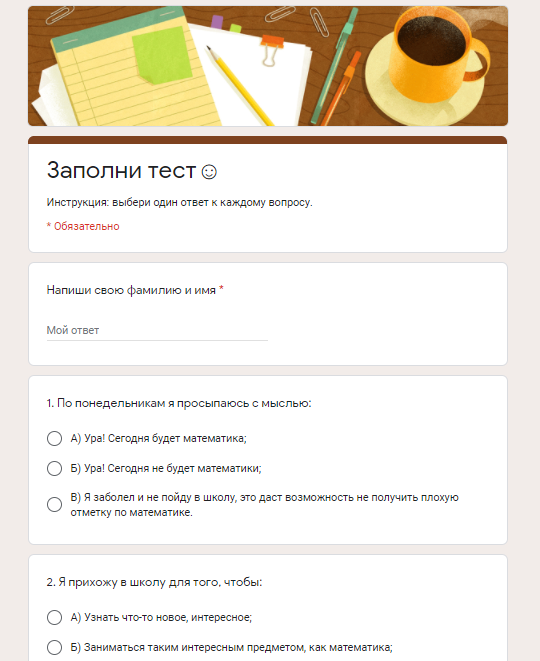 Заполни тест☺
Инструкция: выбери один ответ к каждому вопросу.
* Обязательно
Напиши свою фамилию и имя *
Мой ответ
1. По понедельникам я просыпаюсь с мыслью:
А) Ура! Сегодня будет математика;
Б) Ура! Сегодня не будет математики;
В) Я заболел и не пойду в школу, это даст возможность не получить плохую
отметку по математике.
2. Я прихожу в школу для того, чтобы:
А) Узнать что-то новое, интересное;
Б) Заниматься таким интересным предметом, как математика;